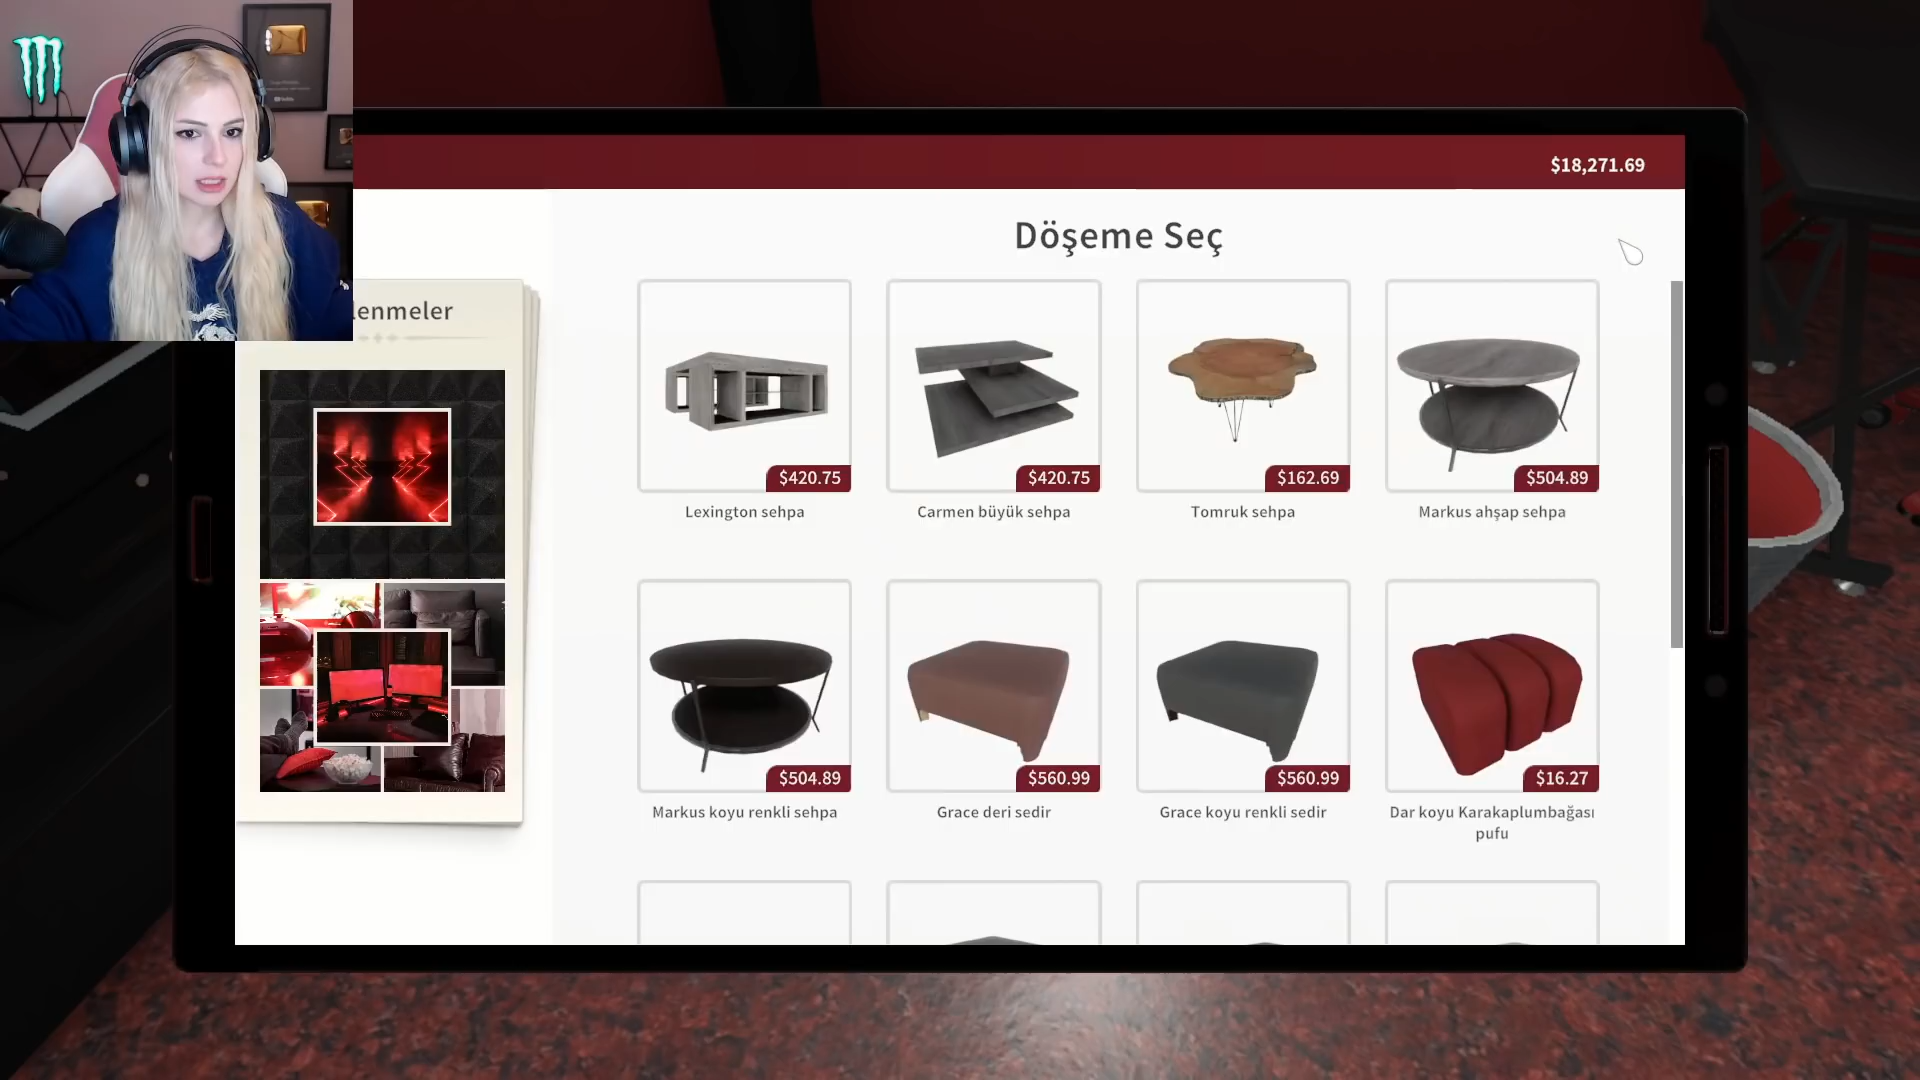 $18,271.69
Döşeme Seç
lenmeler
$420.75
$420.75
$162.69
$504.89
Lexington sehpa
Carmen büyük sehpa
Tomruk sehpa
Markus ahşap sehpa
$504.89
$560.99
$560.99
$16.27
Markus koyu renkli sehpa
Grace deri sedir
Grace koyu renkli sedir
Dar koyu Karakaplumbağası
pufu